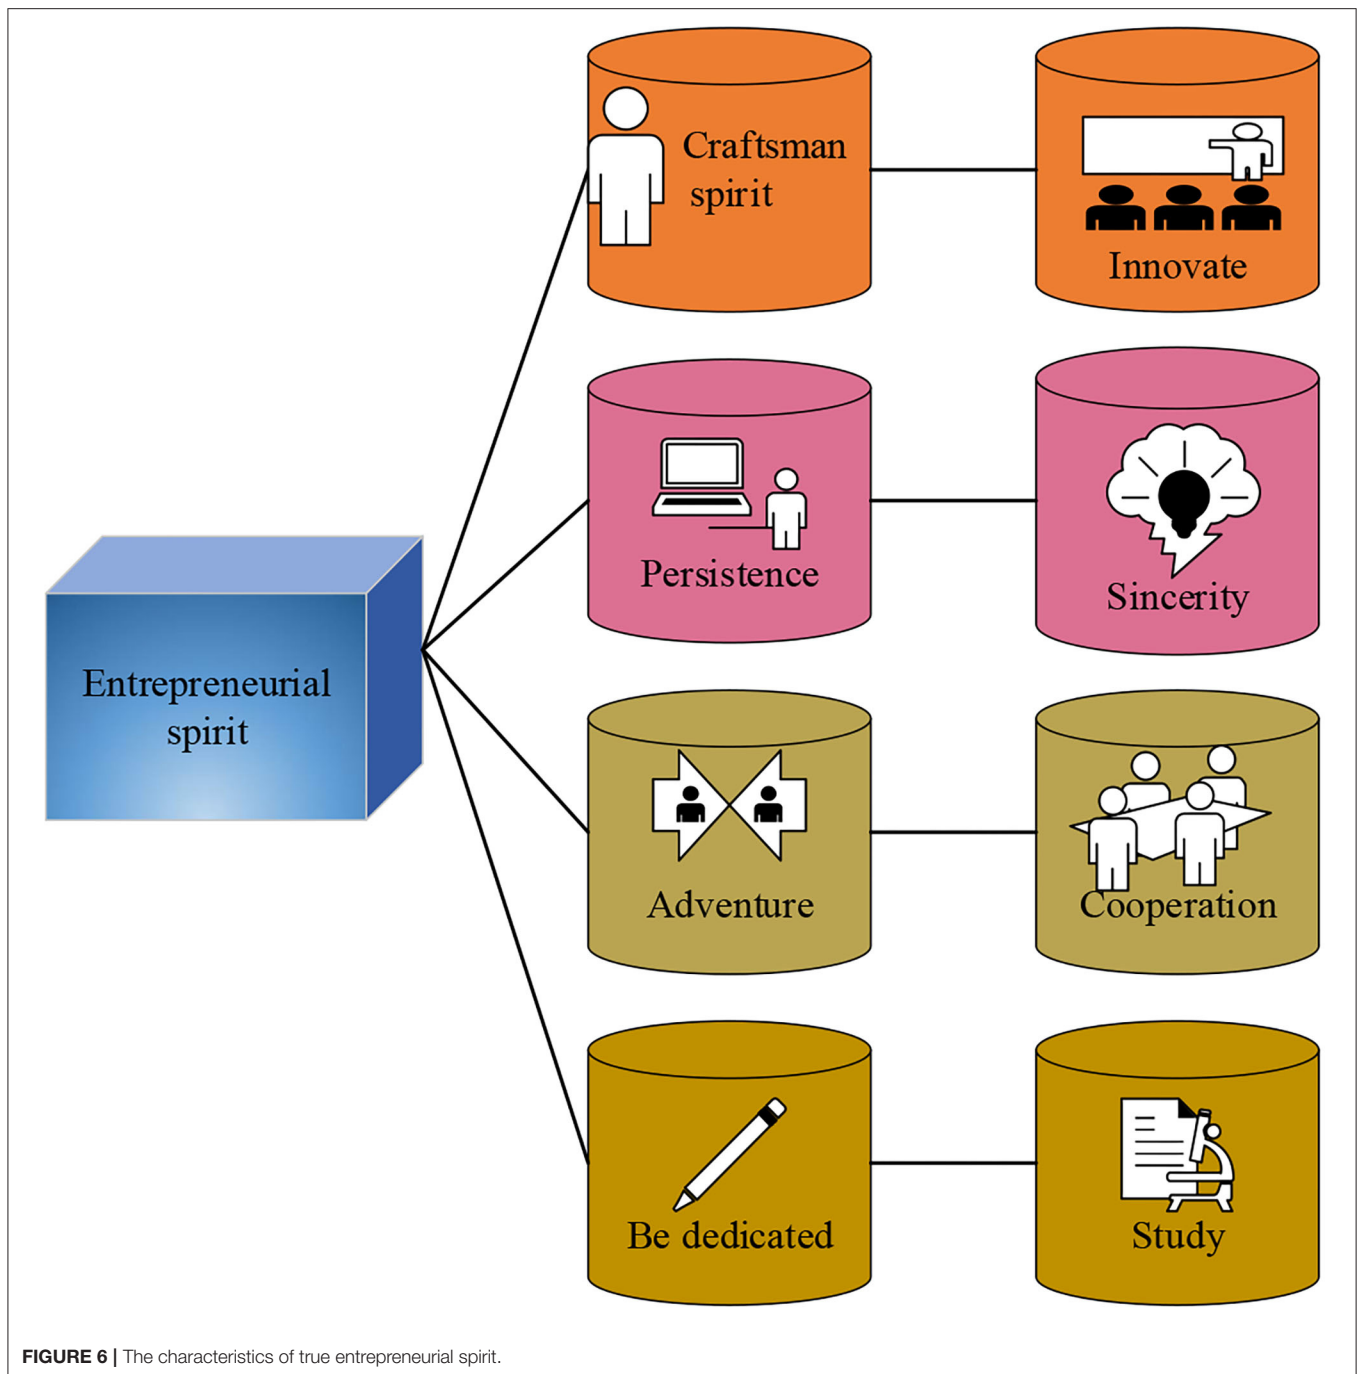 Craftsman
spirit
Innovate
Persistence
Sincerity
Entrepreneurial
spirit
Adventure
Cooperation
Be dedicated
Study
FIGURE 6 | The characteristics of true entrepreneurial spirit.